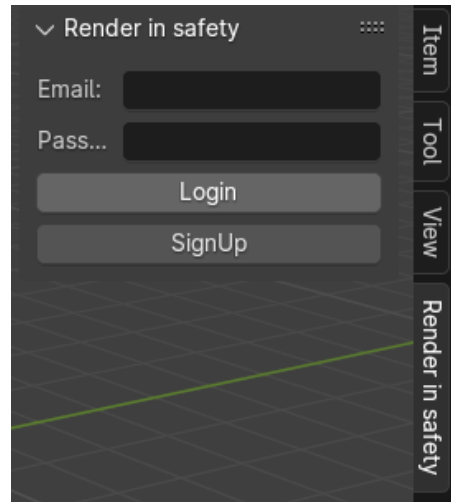 Render in safety
Email:
Pass...
Login
SignUp
Item
Tool
View
Render in safety